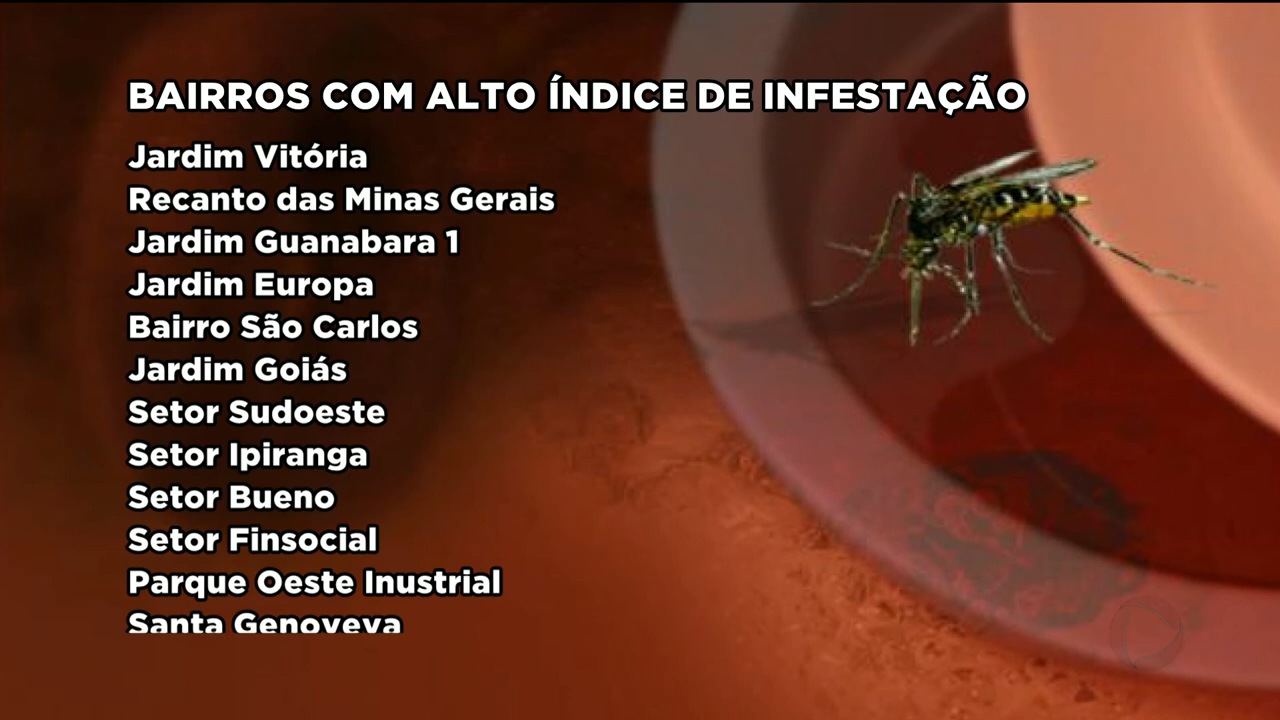 BAIRROS COM ALTO ÍNDICE DE INFESTAÇÃO
Jardim Vitória
Recanto das Minas Gerais
Jardim Guanabara 1
Jardim Europa
Bairro São Carlos
Jardim Goiás
Setor Sudoeste
Setor Ipiranga
Setor Bueno
Setor Finsocial
Parque Oeste Inustrial
Santa Genoveva